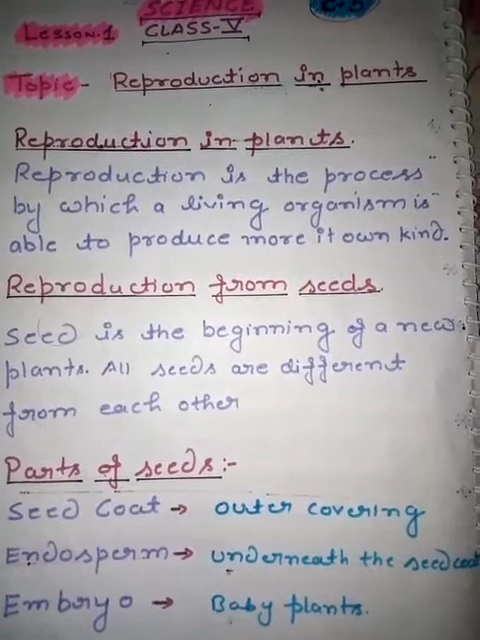 SCIENCE
C.5
Lesson.1 CLASS-V
Topic- Reproduction in plants
Reproduction in plants.
Reproduction is the process
by which a living organism is
able to produce more it own kind.
Reproduction from seeds
Seed is the beginning of a new
plants. All seeds are different
from each other
Parts of seeds:-
Seed Coat → outer covering
Endosperm → underneath the seed coat
Embryo → Baby plants.